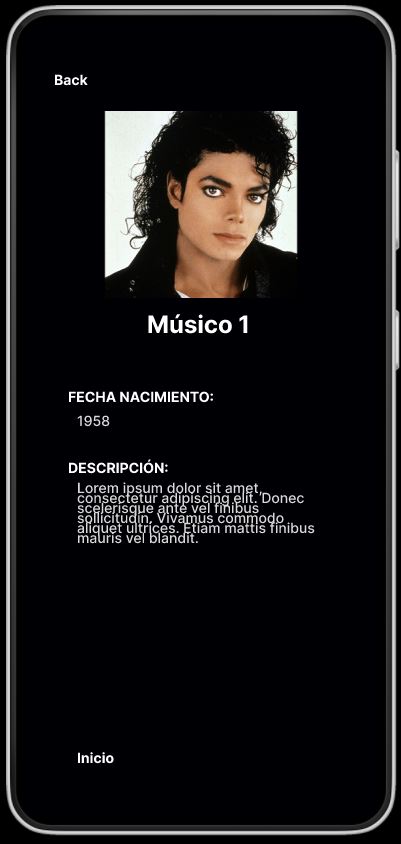 Back
Músico 1
FECHA NACIMIENTO:
1958
DESCRIPCIÓN:
Lorem ipsum dolor sit amet,
consectetur adipiscing elit. Donec
scelerisque ante vel finibus
sollicitudin. Vivamus commodo
aliquet ultrices. Etiam mattis finibus
mauris vel blandit.
Inicio